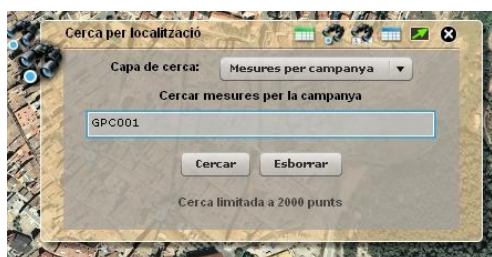 Cerca per localització
Capa de cerca: Mesures per campanya
Cercar mesures per la campanya
GPC001
Cercar Esborrar
Cerca limitada a 2000 punts